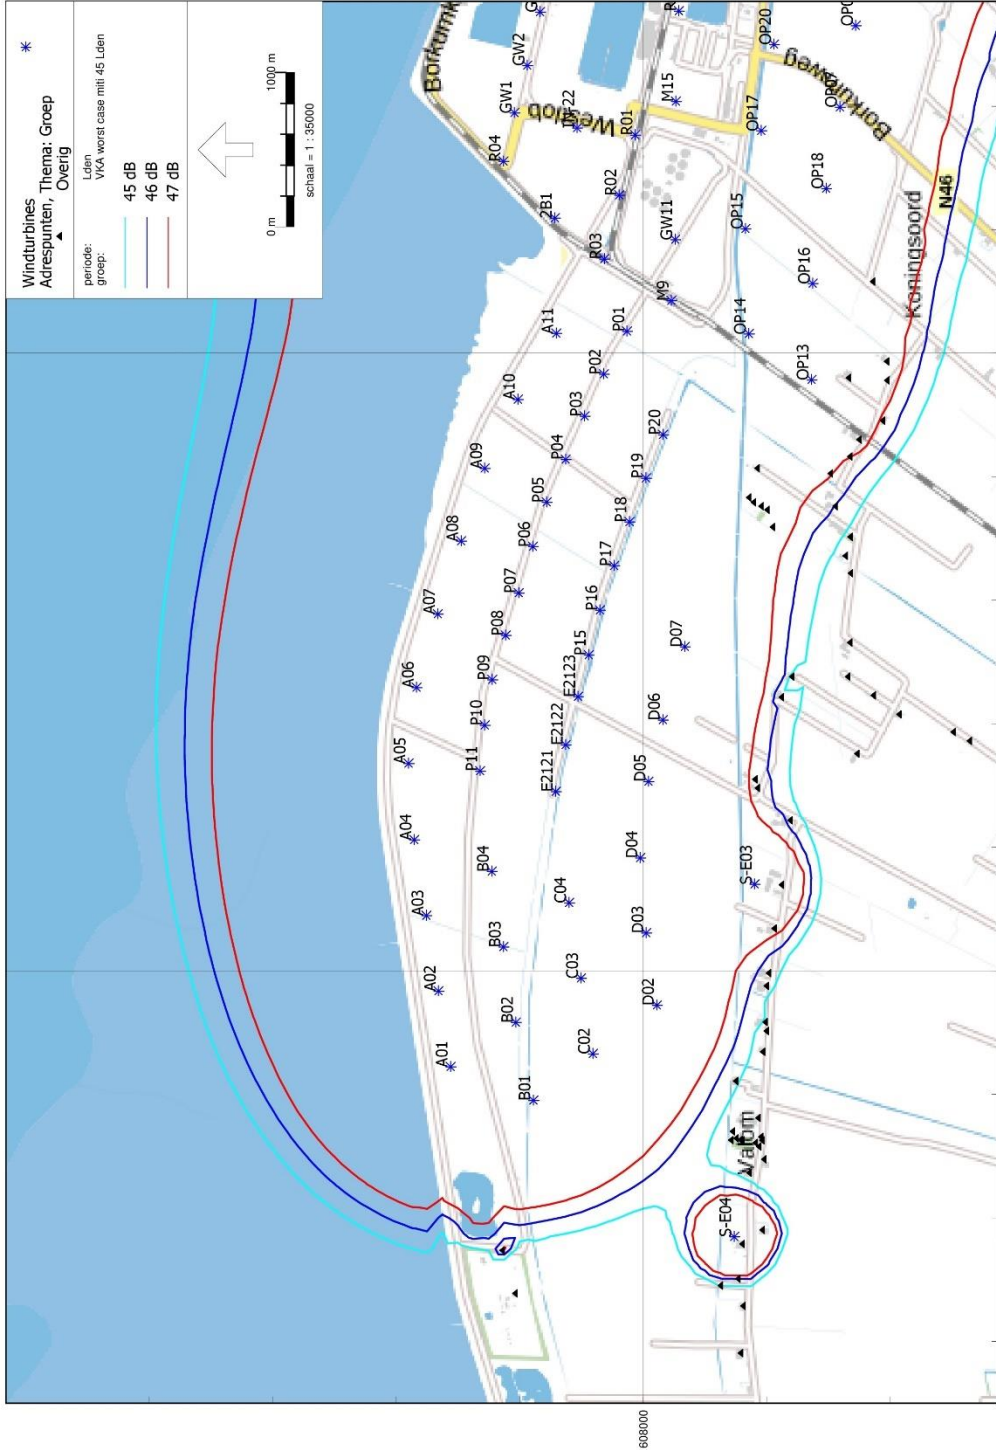 Windturbines
Adrespunten, Thema: Groep
Overig
periode: Lden
groep: VKA worst case miti 45 Lden
45 dB
46 dB
47 dB
0 m
1000 m
schaal = 1 : 35000
608000
A01
A02
A03
A04
A05
A06
A07
A08
A09
A10
A11
B01
B02
B03
B04
P11
P10
P09
P08
P07
P06
P05
P04
P03
P02
P01
C02
C03
C04
E2121
E2122
E2123
P15
P16
P17
P18
P19
P20
D02
D03
D04
D05
D06
D07
S-E03
S-E04
Valom
2B1
R04
R03
R02
R01
GW1
GW2
GW11
M9
M15
OP13
OP14
OP15
OP16
OP17
OP18
OP20
Borkumweg
N46
Koningsoord